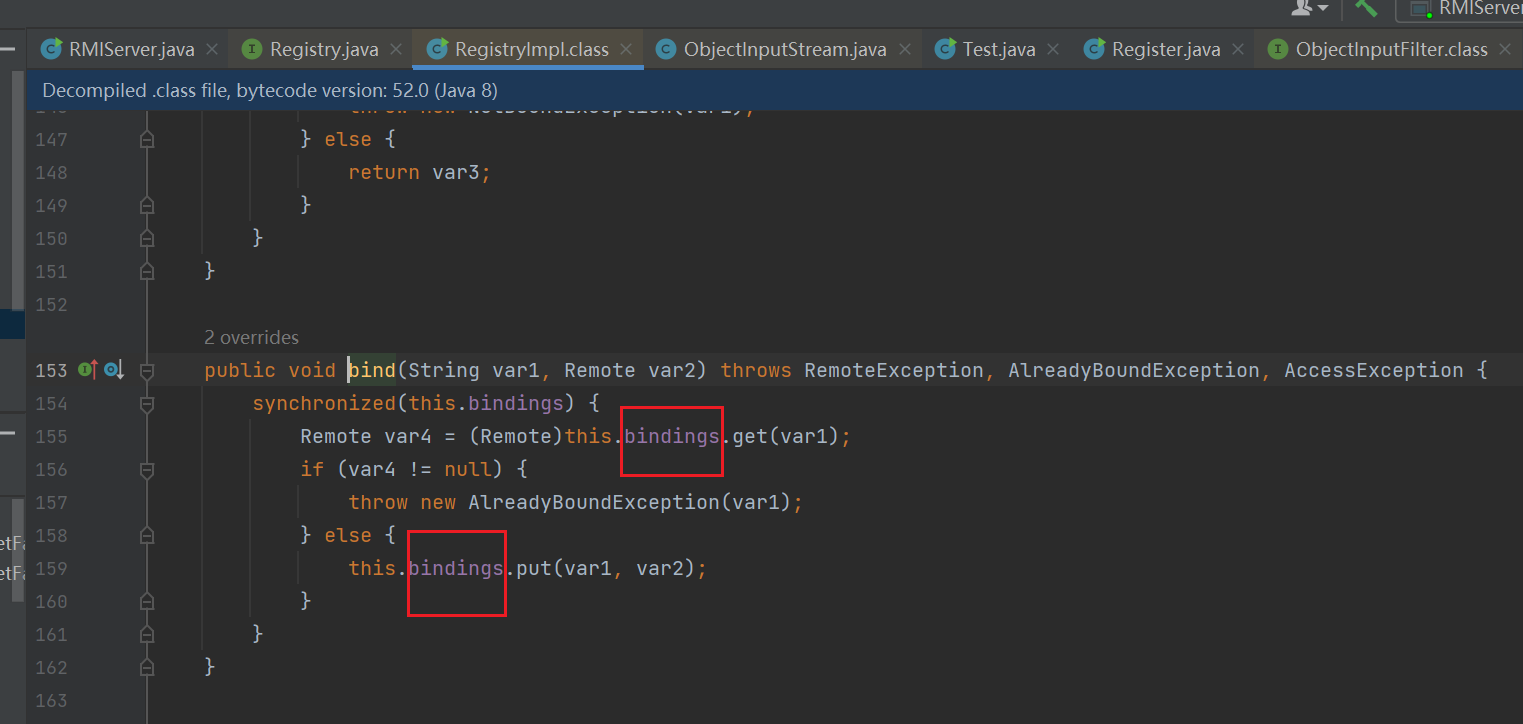 RMIServer
RMIServer.java Registry.java RegistryImpl.class ObjectInputStream.java Test.java Register.java ObjectInputFilter.class
Decompiled .class file, bytecode version: 52.0 (Java 8)
147 } else {
148 return var3;
149 }
150 }
151 }
152
2 overrides
153 public void bind(String var1, Remote var2) throws RemoteException, AlreadyBoundException, AccessException {
154 synchronized(this.bindings) {
155 Remote var4 = (Remote)this.bindings.get(var1);
156 if (var4 != null) {
157 throw new AlreadyBoundException(var1);
158 } else {
159 this.bindings.put(var1, var2);
160 }
161 }
162 }
163